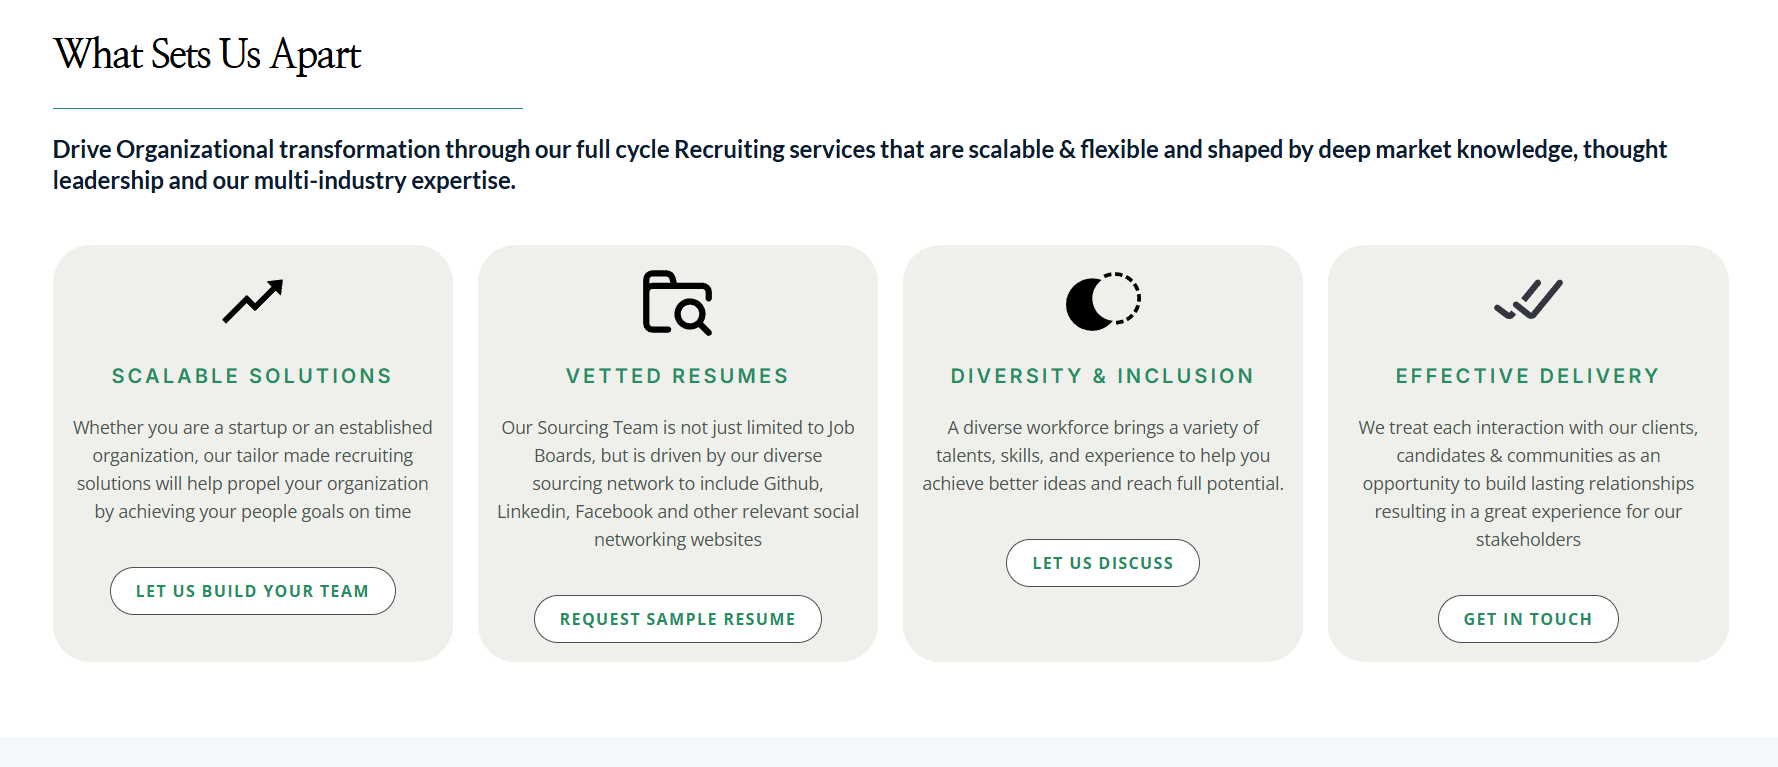 What Sets Us Apart
Drive Organizational transformation through our full cycle Recruiting services that are scalable & flexible and shaped by deep market knowledge, thought
leadership and our multi-industry expertise.
SCALABLE SOLUTIONS
Whether you are a startup or an established
organization, our tailor made recruiting
solutions will help propel your organization
by achieving your people goals on time
LET US BUILD YOUR TEAM
VETTED RESUMES
Our Sourcing Team is not just limited to Job
Boards, but is driven by our diverse
sourcing network to include Github,
Linkedin, Facebook and other relevant social
networking websites
REQUEST SAMPLE RESUME
DIVERSITY & INCLUSION
A diverse workforce brings a variety of
talents, skills, and experience to help you
achieve better ideas and reach full potential.
LET US DISCUSS
EFFECTIVE DELIVERY
We treat each interaction with our clients,
candidates & communities as an
opportunity to build lasting relationships
resulting in a great experience for our
stakeholders
GET IN TOUCH